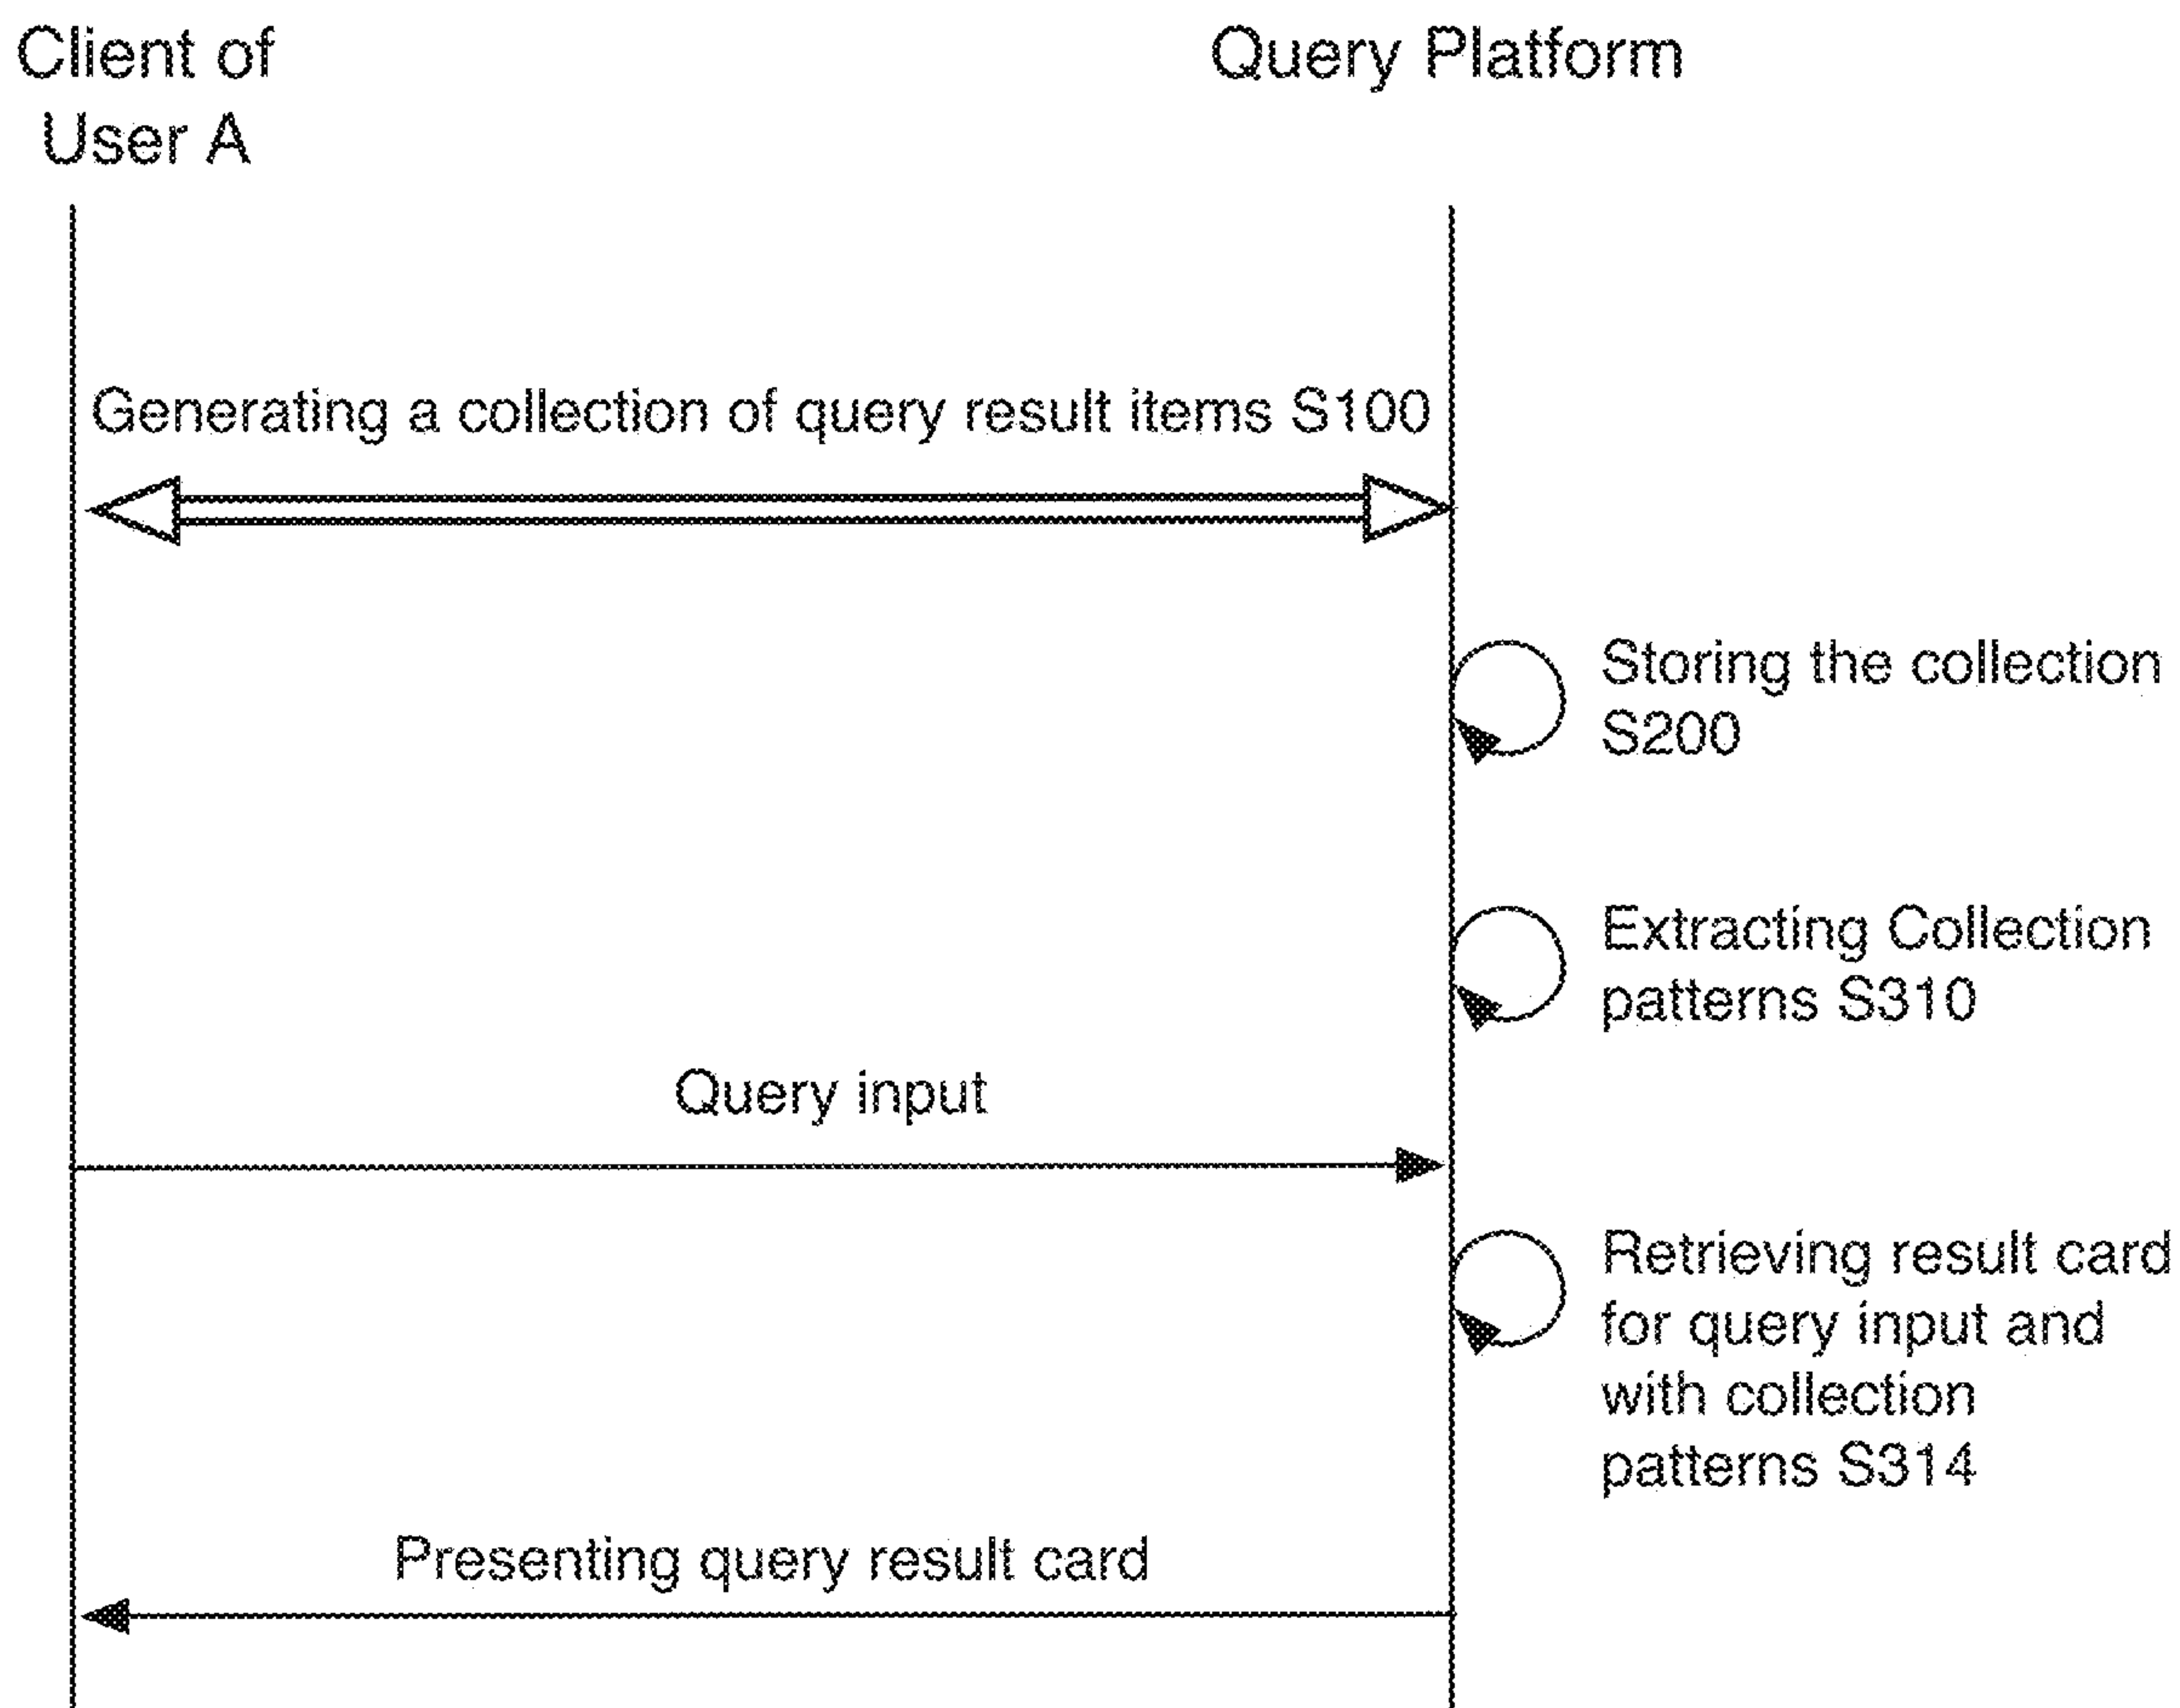 Client of
User A
Query Platform
Generating a collection of query result items S100
Storing the collection
S200
Extracting Collection
patterns S310
Query input
Retrieving result card
for query input and
with collection
patterns S314
Presenting query result card